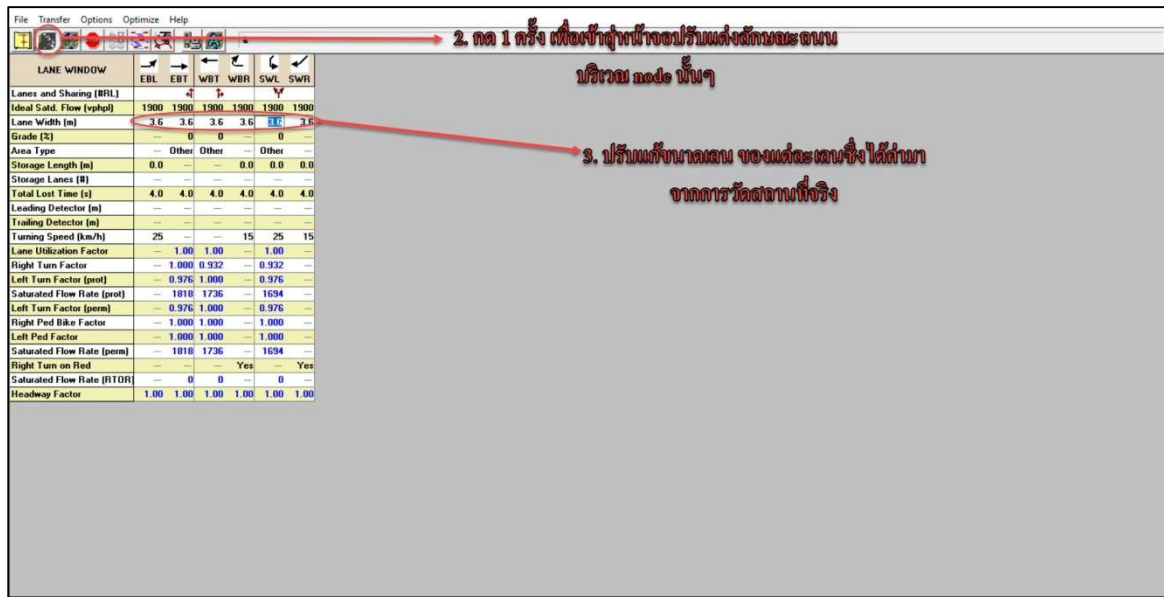 File Transfer Options Optimize Help
2. กด 1 ครั้ง เพื่อเข้าสู่หน้าจอปรับแต่งลักษณะถนน
บริเวณ node นั้นๆ
LANE WINDOW EBL EBT WBT WBR SWL SWR
Lanes and Sharing (#RL)
Ideal Satd. Flow (vphpl) 1900 1900 1900 1900 1900 1900
Lane Width (m) 3.6 3.6 3.6 3.6 3.6 3.6
Grade (%) — 0 0 — 0 —
Area Type — Other Other — Other —
3. ปรับแก้ขนาดเลน ของแต่ละเลนซึ่งได้ค่ามา
จากการวัดสถานที่จริง
Storage Length (m) 0.0 — — 0.0 0.0 0.0
Storage Lanes (#) — — — — — —
Total Lost Time (s) 4.0 4.0 4.0 4.0 4.0 4.0
Leading Detector (m) — — — — — —
Trailing Detector (m) — — — — — —
Turning Speed (km/h) 25 — — 15 25 15
Lane Utilization Factor — 1.00 1.00 — 1.00 —
Right Turn Factor — 1.000 0.932 — 0.932 —
Left Turn Factor (prot) — 0.976 1.000 — 0.976 —
Saturated Flow Rate (prot) — 1818 1736 — 1694 —
Left Turn Factor (perm) — 0.976 1.000 — 0.976 —
Right Ped Bike Factor — 1.000 1.000 — 1.000 —
Left Ped Factor — 1.000 1.000 — 1.000 —
Saturated Flow Rate (perm) — 1818 1736 — 1694 —
Right Turn on Red — — — Yes — Yes
Saturated Flow Rate (RTOR) — 0 0 — 0 —
Headway Factor 1.00 1.00 1.00 1.00 1.00 1.00